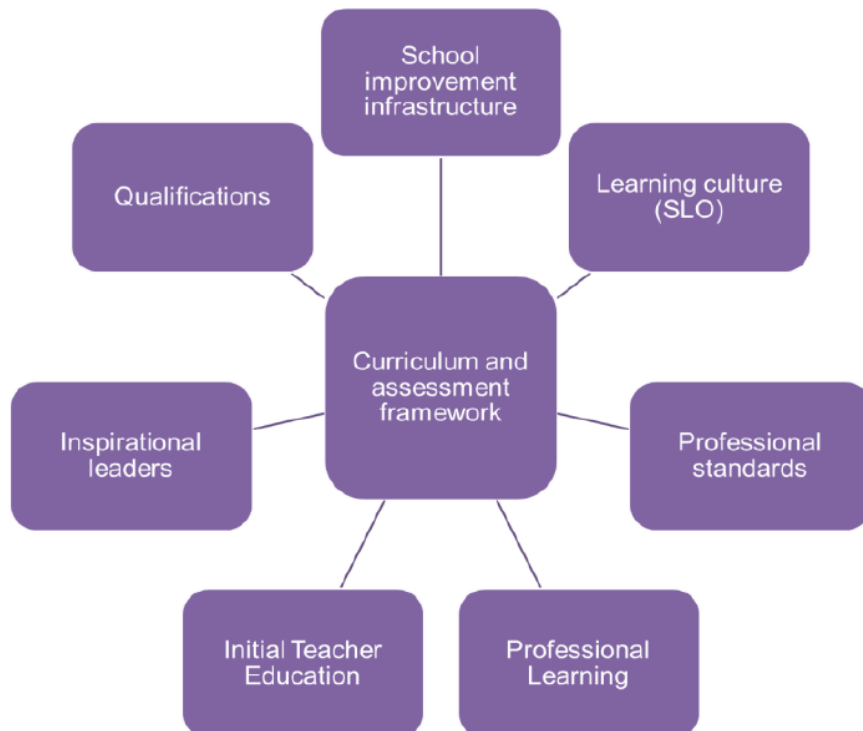 School
improvement
infrastructure
Qualifications
Learning culture
(SLO)
Curriculum and
assessment
framework
Inspirational
leaders
Professional
standards
Initial Teacher
Education
Professional
Learning